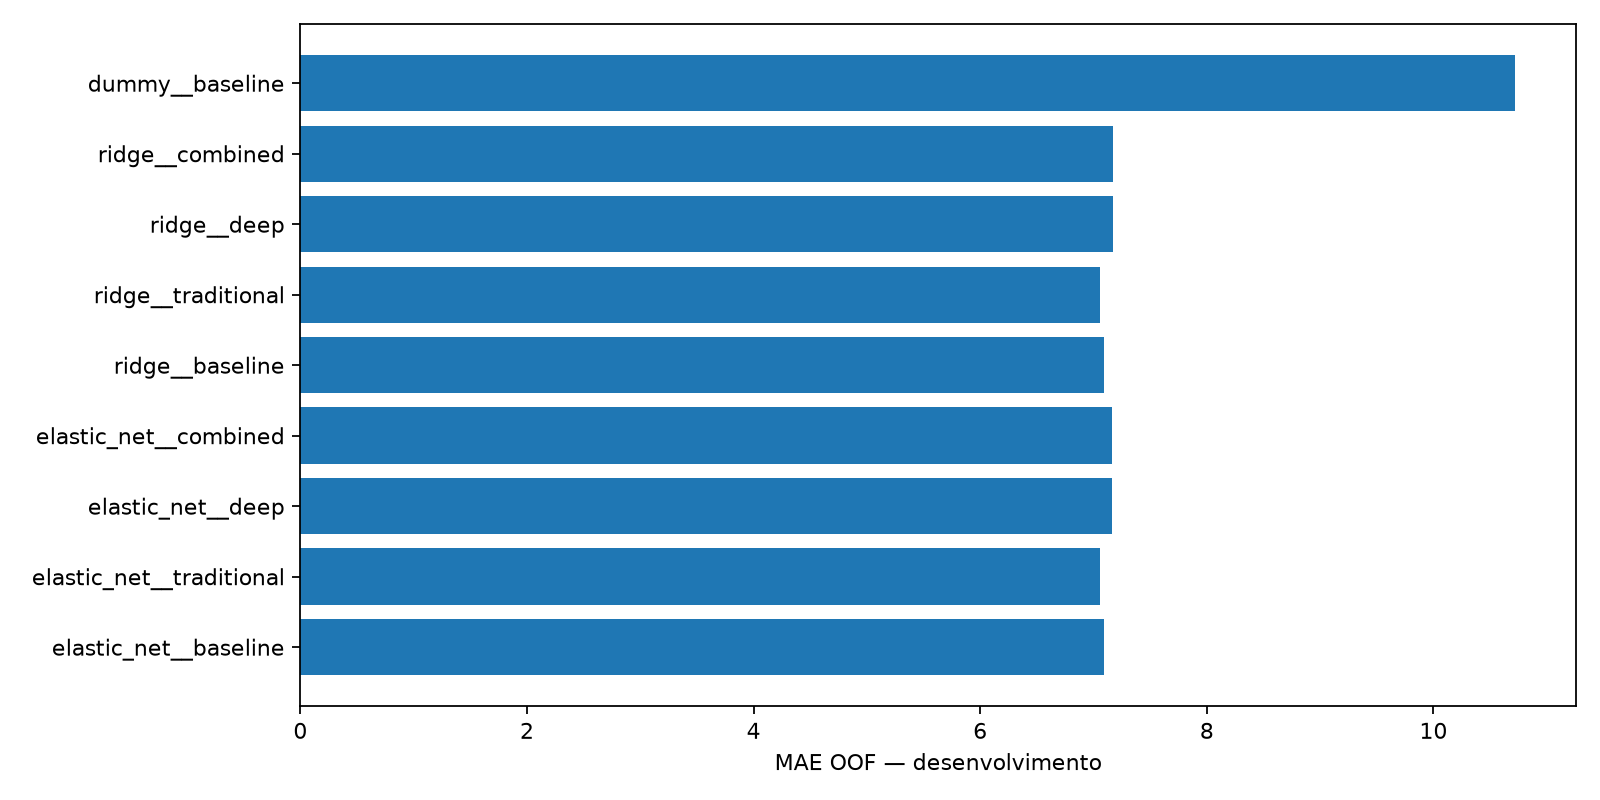 dummy__baseline
ridge__combined
ridge__deep
ridge__traditional
ridge__baseline
elastic_net__combined
elastic_net__deep
elastic_net__traditional
elastic_net__baseline
0 2 4 6 8 10
MAE OOF — desenvolvimento